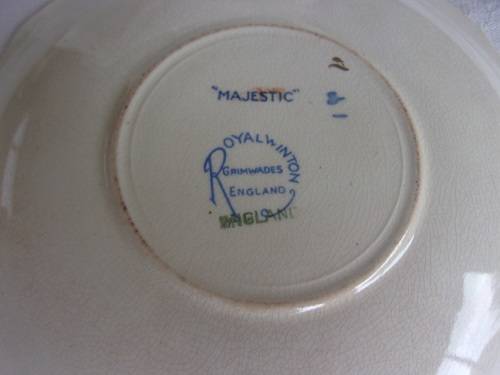 "MAJESTIC"
ROYAL WINTON
GRIMWADES
ENGLAND
ENGLAND